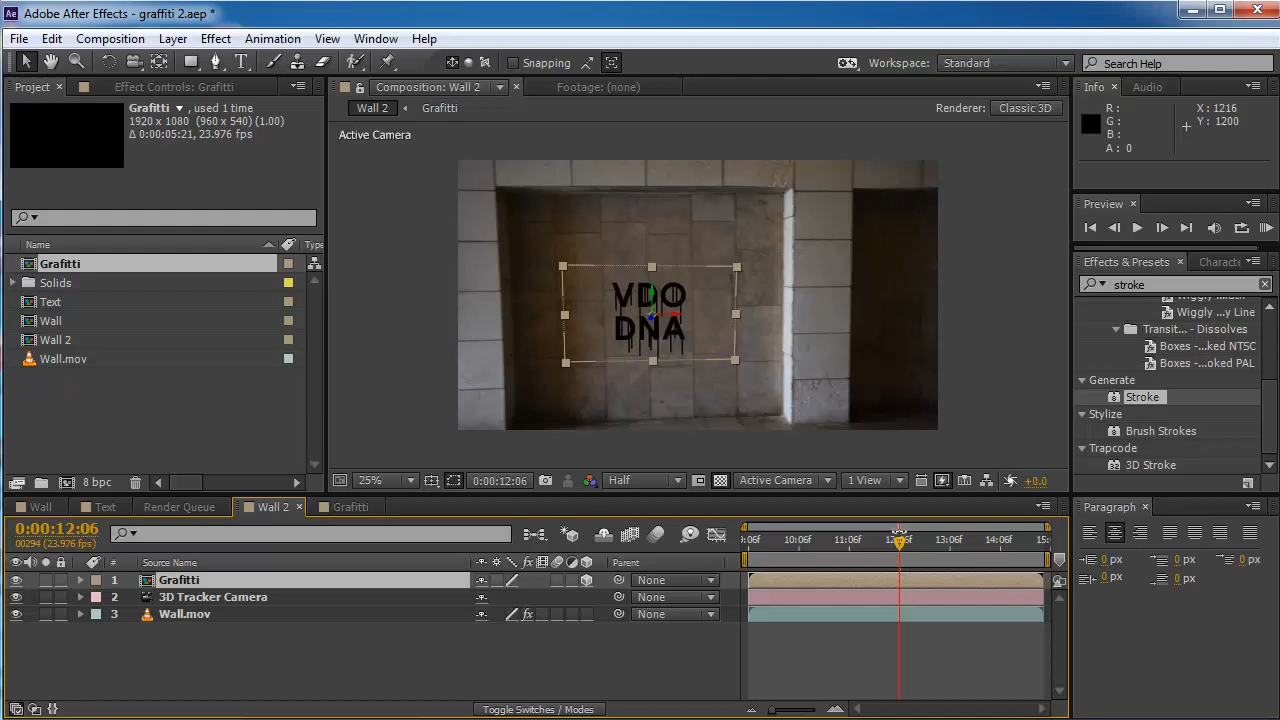 Adobe After Effects - graffiti 2.aep *
File Edit Composition Layer Effect Animation View Window Help
Snapping
Workspace: Standard
Search Help
Project Effect Controls: Grafitti
Composition: Wall 2 Footage: (none)
Info Audio
Grafitti , used 1 time
1920 x 1080 (960 x 540) (1.00)
Δ 0:00:05:21, 23.976 fps
Wall 2 Grafitti
Renderer: Classic 3D
R :
G :
B :
A : 0
X : 1216
Y : 1200
Active Camera
Preview
Name Type
Grafitti
Solids
Text
Wall
Wall 2
Wall.mov
VDO
DNA
Effects & Presets Characte
stroke
Wiggly ...y Line
Transit... - Dissolves
Boxes -...ked NTSC
Boxes -...oked PAL
Generate
Stroke
Stylize
Brush Strokes
Trapcode
3D Stroke
8 bpc
25% 0:00:12:06 Half Active Camera 1 View +0.0
Wall Text Render Queue Wall 2 Grafitti
Paragraph
0:00:12:06
00294 (23.976 fps)
9:06f 10:06f 11:06f 12:06f 13:06f 14:06f 15:
# Source Name Parent
1 Grafitti None
2 3D Tracker Camera None
3 Wall.mov fx None
0 px 0 px 0 px
0 px 0 px
Toggle Switches / Modes